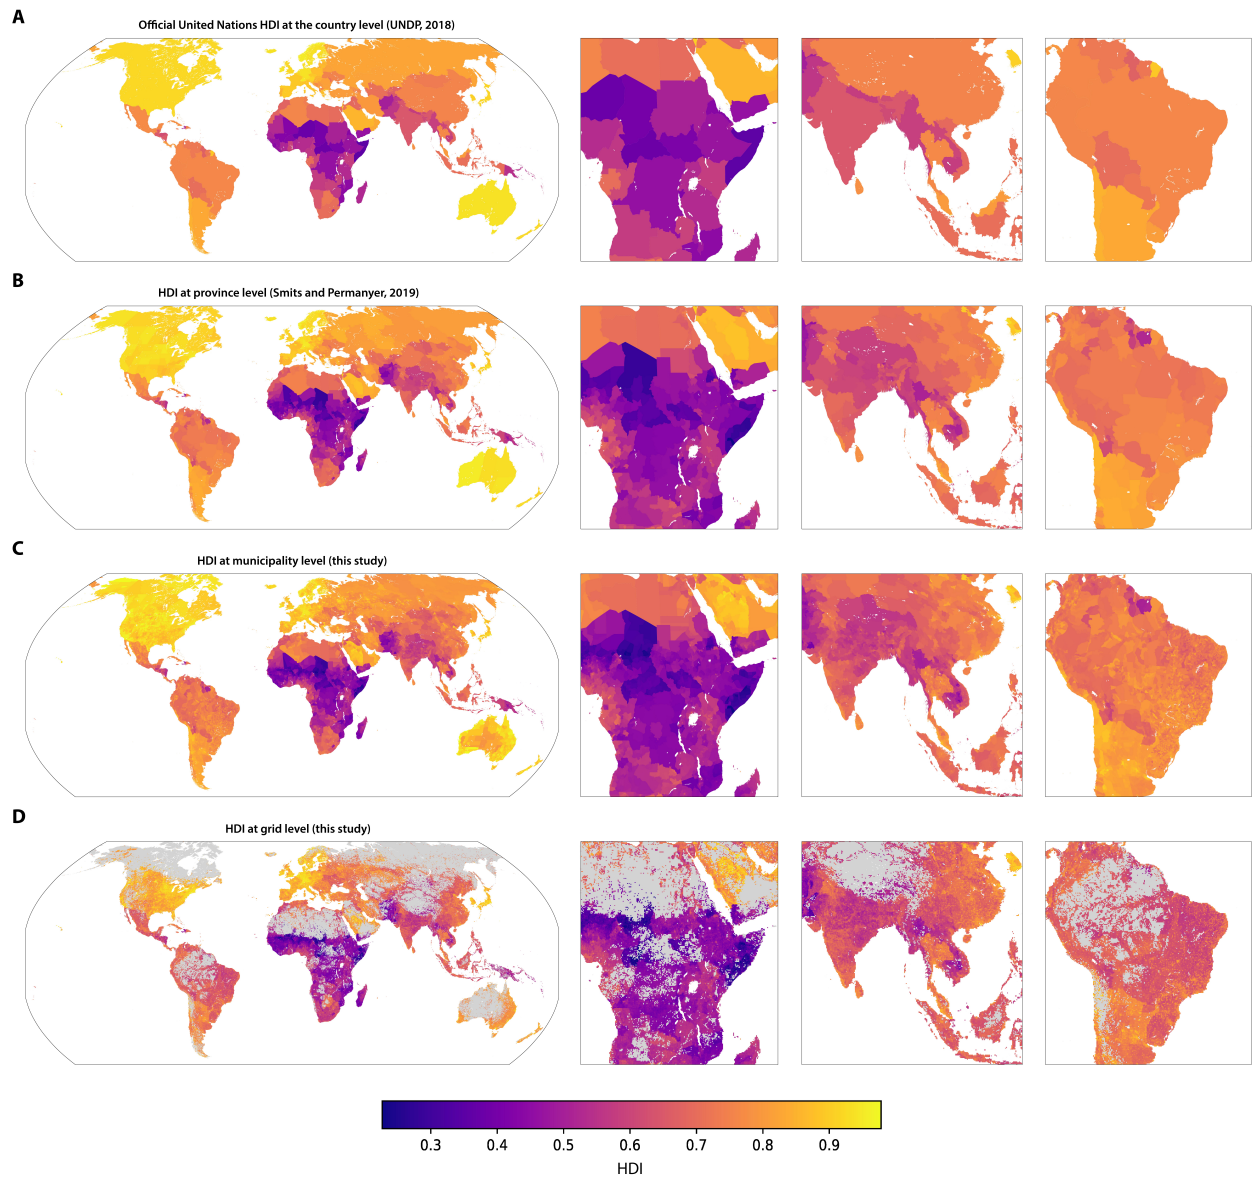 A
Official United Nations HDI at the country level (UNDP, 2018)
B
HDI at province level (Smits and Permanyer, 2019)
C
HDI at municipality level (this study)
D
HDI at grid level (this study)
0.3 0.4 0.5 0.6 0.7 0.8 0.9
HDI